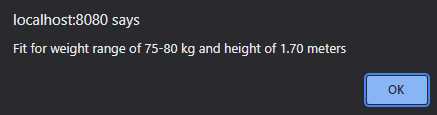 localhost:8080 says
Fit for weight range of 75-80 kg and height of 1.70 meters
OK